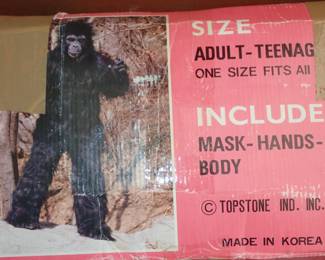 SIZE
ADULT-TEENAG
ONE SIZE FITS All
INCLUDE
MASK-HANDS-
BODY
© TOPSTONE IND. INC.
MADE IN KOREA